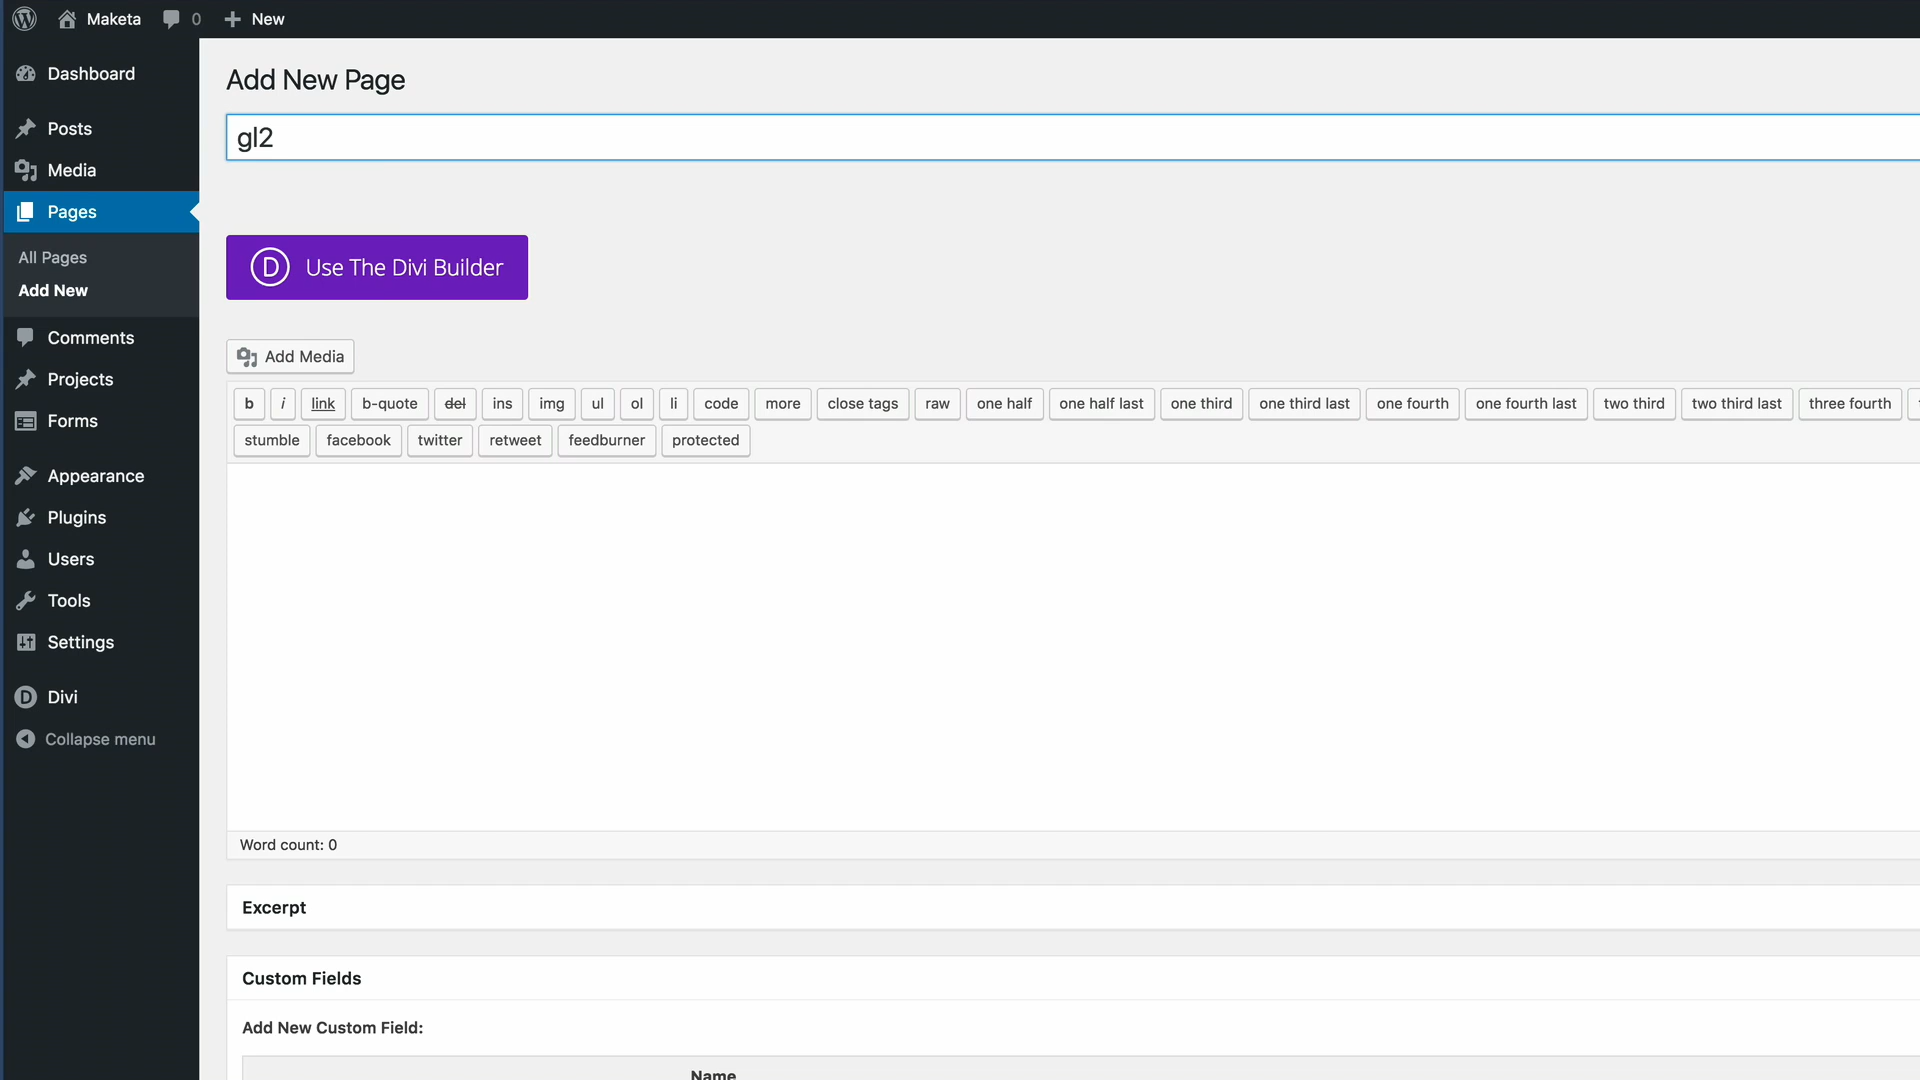 Maketa 0 New
Dashboard
Posts
Media
Pages
All Pages
Add New
Comments
Projects
Forms
Appearance
Plugins
Users
Tools
Settings
Divi
Collapse menu
Add New Page
gl2
D Use The Divi Builder
Add Media
b i link b-quote del ins img ul ol li code more close tags raw one half one half last one third one third last one fourth one fourth last two third two third last three fourth
stumble facebook twitter retweet feedburner protected
Word count: 0
Excerpt
Custom Fields
Add New Custom Field:
Name